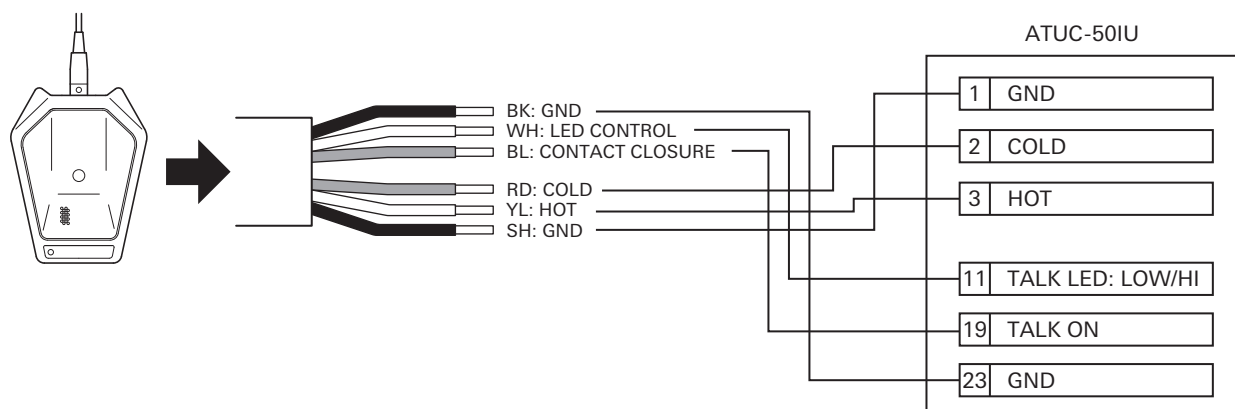 ATUC-50IU
BK: GND
WH: LED CONTROL
BL: CONTACT CLOSURE
RD: COLD
YL: HOT
SH: GND
1 GND
2 COLD
3 HOT
11 TALK LED: LOW/HI
19 TALK ON
23 GND